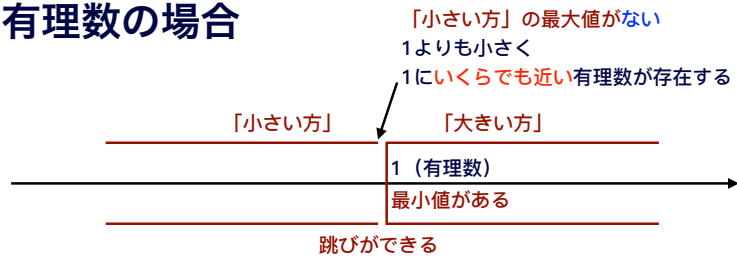 有理数の場合
「小さい方」の最大値がない
1よりも小さく
1にいくらでも近い有理数が存在する
「小さい方」
「大きい方」
1（有理数）
最小値がある
跳びができる